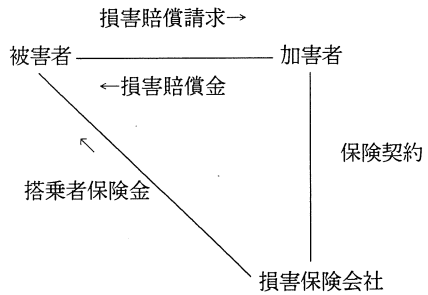 損害賠償請求→
被害者
加害者
←損害賠償金
↖
保険契約
搭乗者保険金
損害保険会社